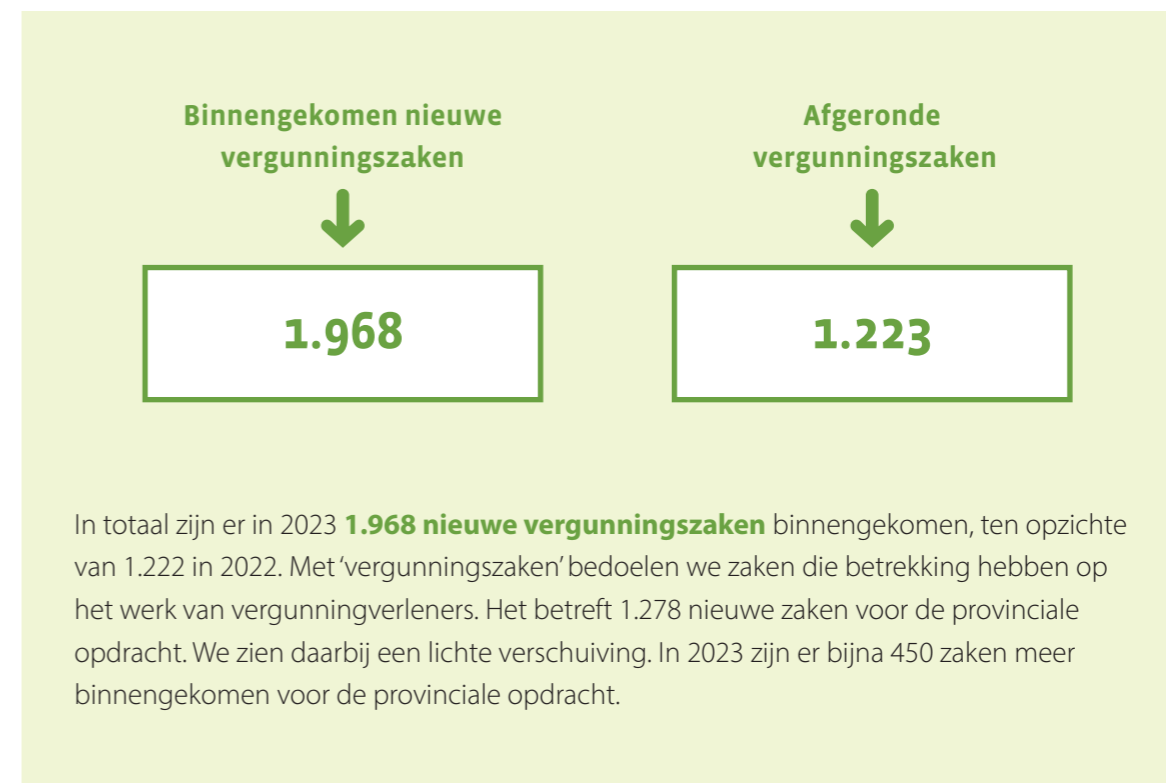 Binnengekomen nieuwe
vergunningszaken
Afgeronde
vergunningszaken
1.968
1.223
In totaal zijn er in 2023 1.968 nieuwe vergunningszaken binnengekomen, ten opzichte
van 1.222 in 2022. Met ‘vergunningszaken’ bedoelen we zaken die betrekking hebben op
het werk van vergunningverleners. Het betreft 1.278 nieuwe zaken voor de provinciale
opdracht. We zien daarbij een lichte verschuiving. In 2023 zijn er bijna 450 zaken meer
binnengekomen voor de provinciale opdracht.